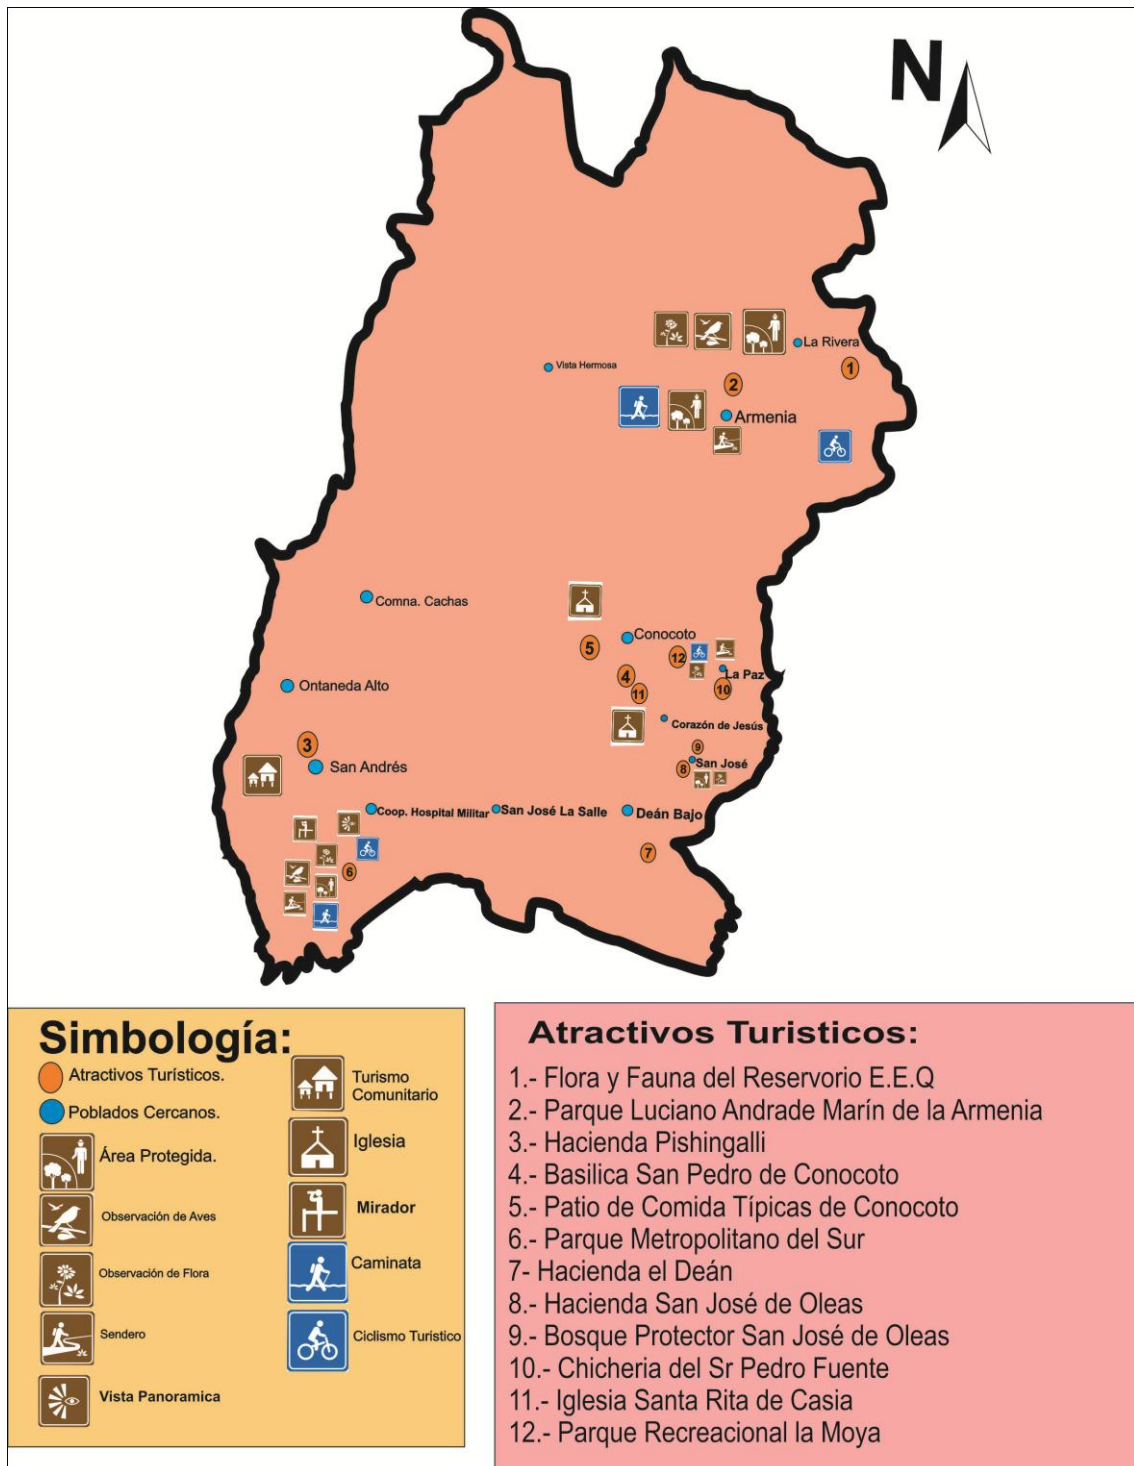 N
La Rivera
1
Vista Hermosa
2
Armenia
Comna. Cachas
Conocoto
5
12
4
La Paz
Ontaneda Alto
11
10
Corazón de Jesús
3
9
San José
San Andrés
8
Coop. Hospital Militar
San José La Salle
Deán Bajo
7
6
Simbología:
Atractivos Turísticos.
Poblados Cercanos.
Área Protegida.
Observación de Aves
Observación de Flora
Sendero
Vista Panoramica
Turismo
Comunitario
Iglesia
Mirador
Caminata
Ciclismo Turistico
Atractivos Turisticos:
1.- Flora y Fauna del Reservorio E.E.Q
2.- Parque Luciano Andrade Marín de la Armenia
3.- Hacienda Pishingalli
4.- Basilica San Pedro de Conocoto
5.- Patio de Comida Típicas de Conocoto
6.- Parque Metropolitano del Sur
7- Hacienda el Deán
8.- Hacienda San José de Oleas
9.- Bosque Protector San José de Oleas
10.- Chicheria del Sr Pedro Fuente
11.- Iglesia Santa Rita de Casia
12.- Parque Recreacional la Moya